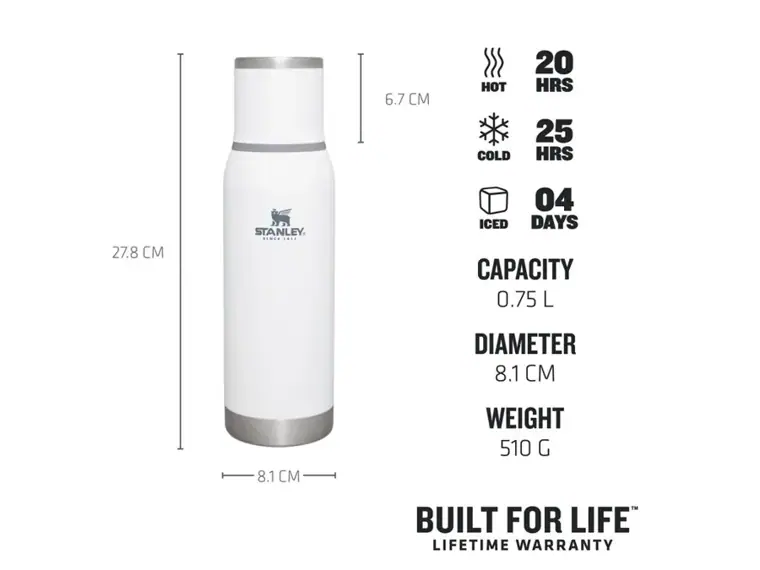 27.8 CM
6.7 CM
STANLEY®
SINCE 1913
8.1 CM
HOT
20
HRS
COLD
25
HRS
ICED
04
DAYS
CAPACITY
0.75 L
DIAMETER
8.1 CM
WEIGHT
510 G
BUILT FOR LIFE™
LIFETIME WARRANTY